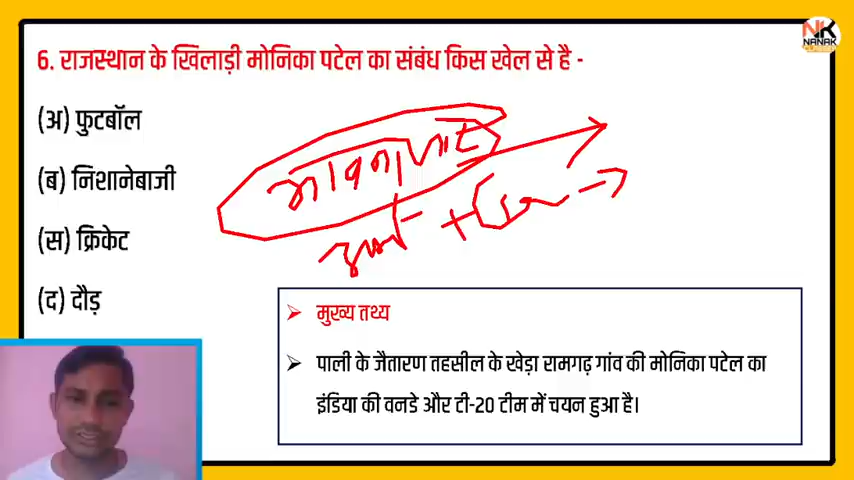 NK
NANAK
6. राजस्थान के खिलाड़ी मोनिका पटेल का संबंध किस खेल से है -
(अ) फुटबॉल
(ब) निशानेबाजी
(स) क्रिकेट
(द) दौड़
मुख्य तथ्य
पाली के जैतारण तहसील के खेड़ा रामगढ़ गांव की मोनिका पटेल का
इंडिया की वनडे और टी-20 टीम में चयन हुआ है।